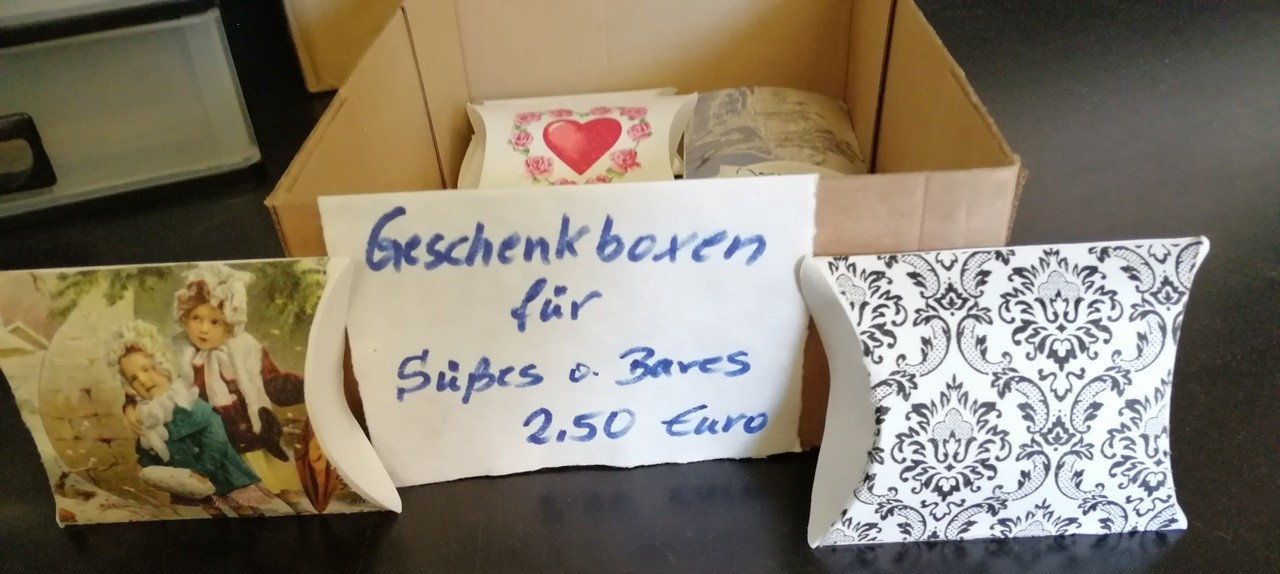 Geschenkboxen
für
Süßes o. Bares
2.50 Euro